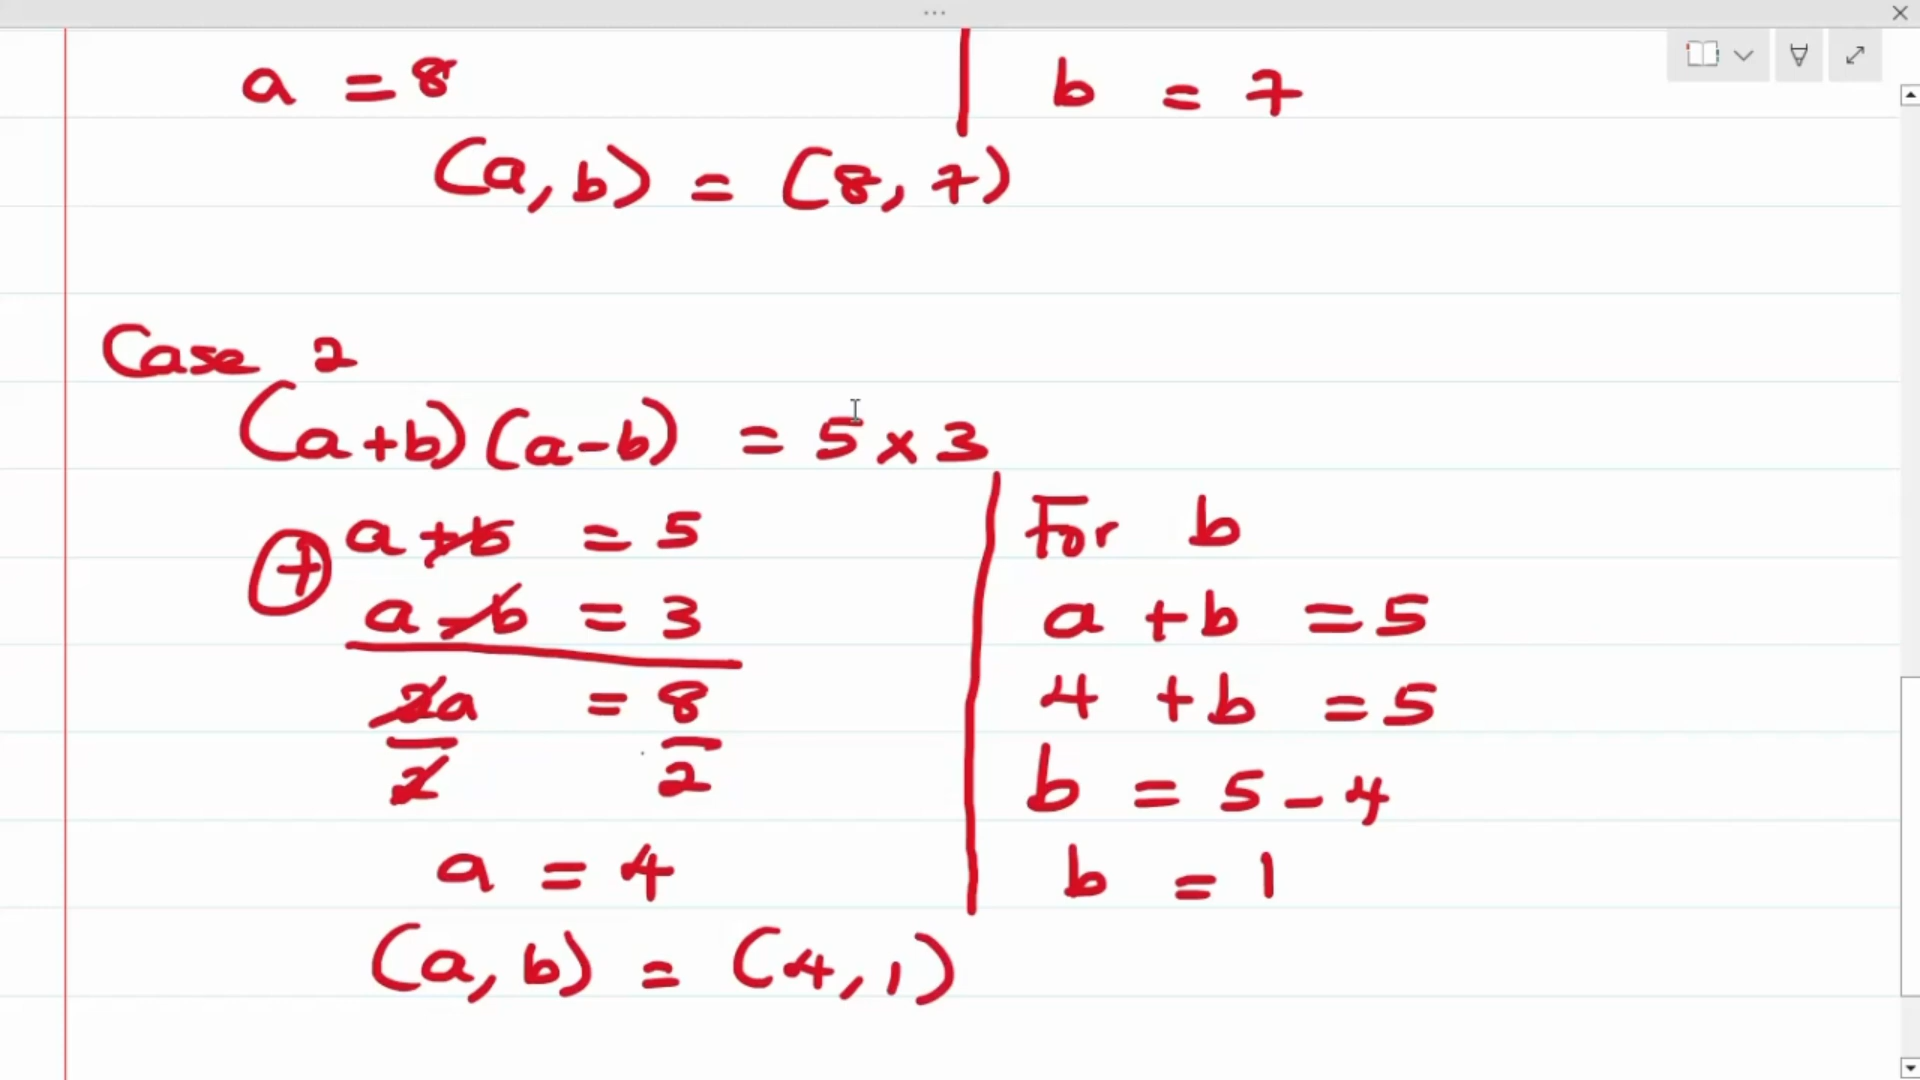 a = 8
b = 7
(a, b) = (8, 7)
Case 2
(a+b)(a-b) = 5 x 3
+
a+b = 5
a-b = 3
2a = 8
2 2
a = 4
For b
a + b = 5
4 + b = 5
b = 5 - 4
b = 1
(a, b) = (4, 1)